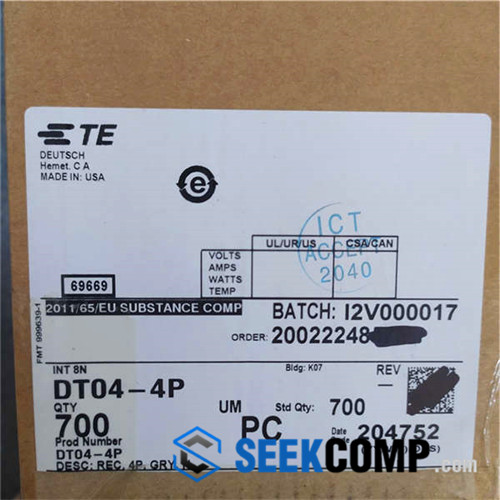 TE
DEUTSCH
Hemet, CA
MADE IN: USA
e
ICT
ACCEPT
2040
UL/UR/US CSA/CAN
VOLTS
AMPS
WATTS
TEMP
69669
2011/65/EU SUBSTANCE COMP
BATCH: I2V000017
ORDER: 20022248
FMT 999639-1
INT 8N
Bldg: K07
REV
—
DT04-4P
QTY
700
UM
PC
Std Qty: 700
Date
204752
Prod Number
DT04-4P
DESC: REC, 4P, GRY
SEEKCOMP
.com